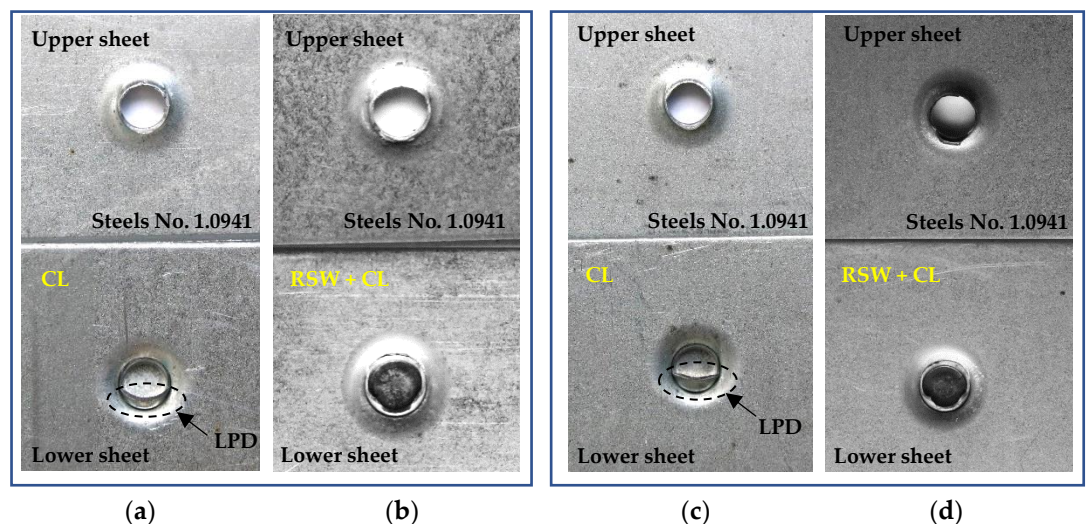 Upper sheet
Steels No. 1.0941
CL
LPD
Lower sheet
(a)
Upper sheet
Steels No. 1.0941
RSW + CL
Lower sheet
(b)
Upper sheet
Steels No. 1.0941
CL
LPD
Lower sheet
(c)
Upper sheet
Steels No. 1.0941
RSW + CL
Lower sheet
(d)